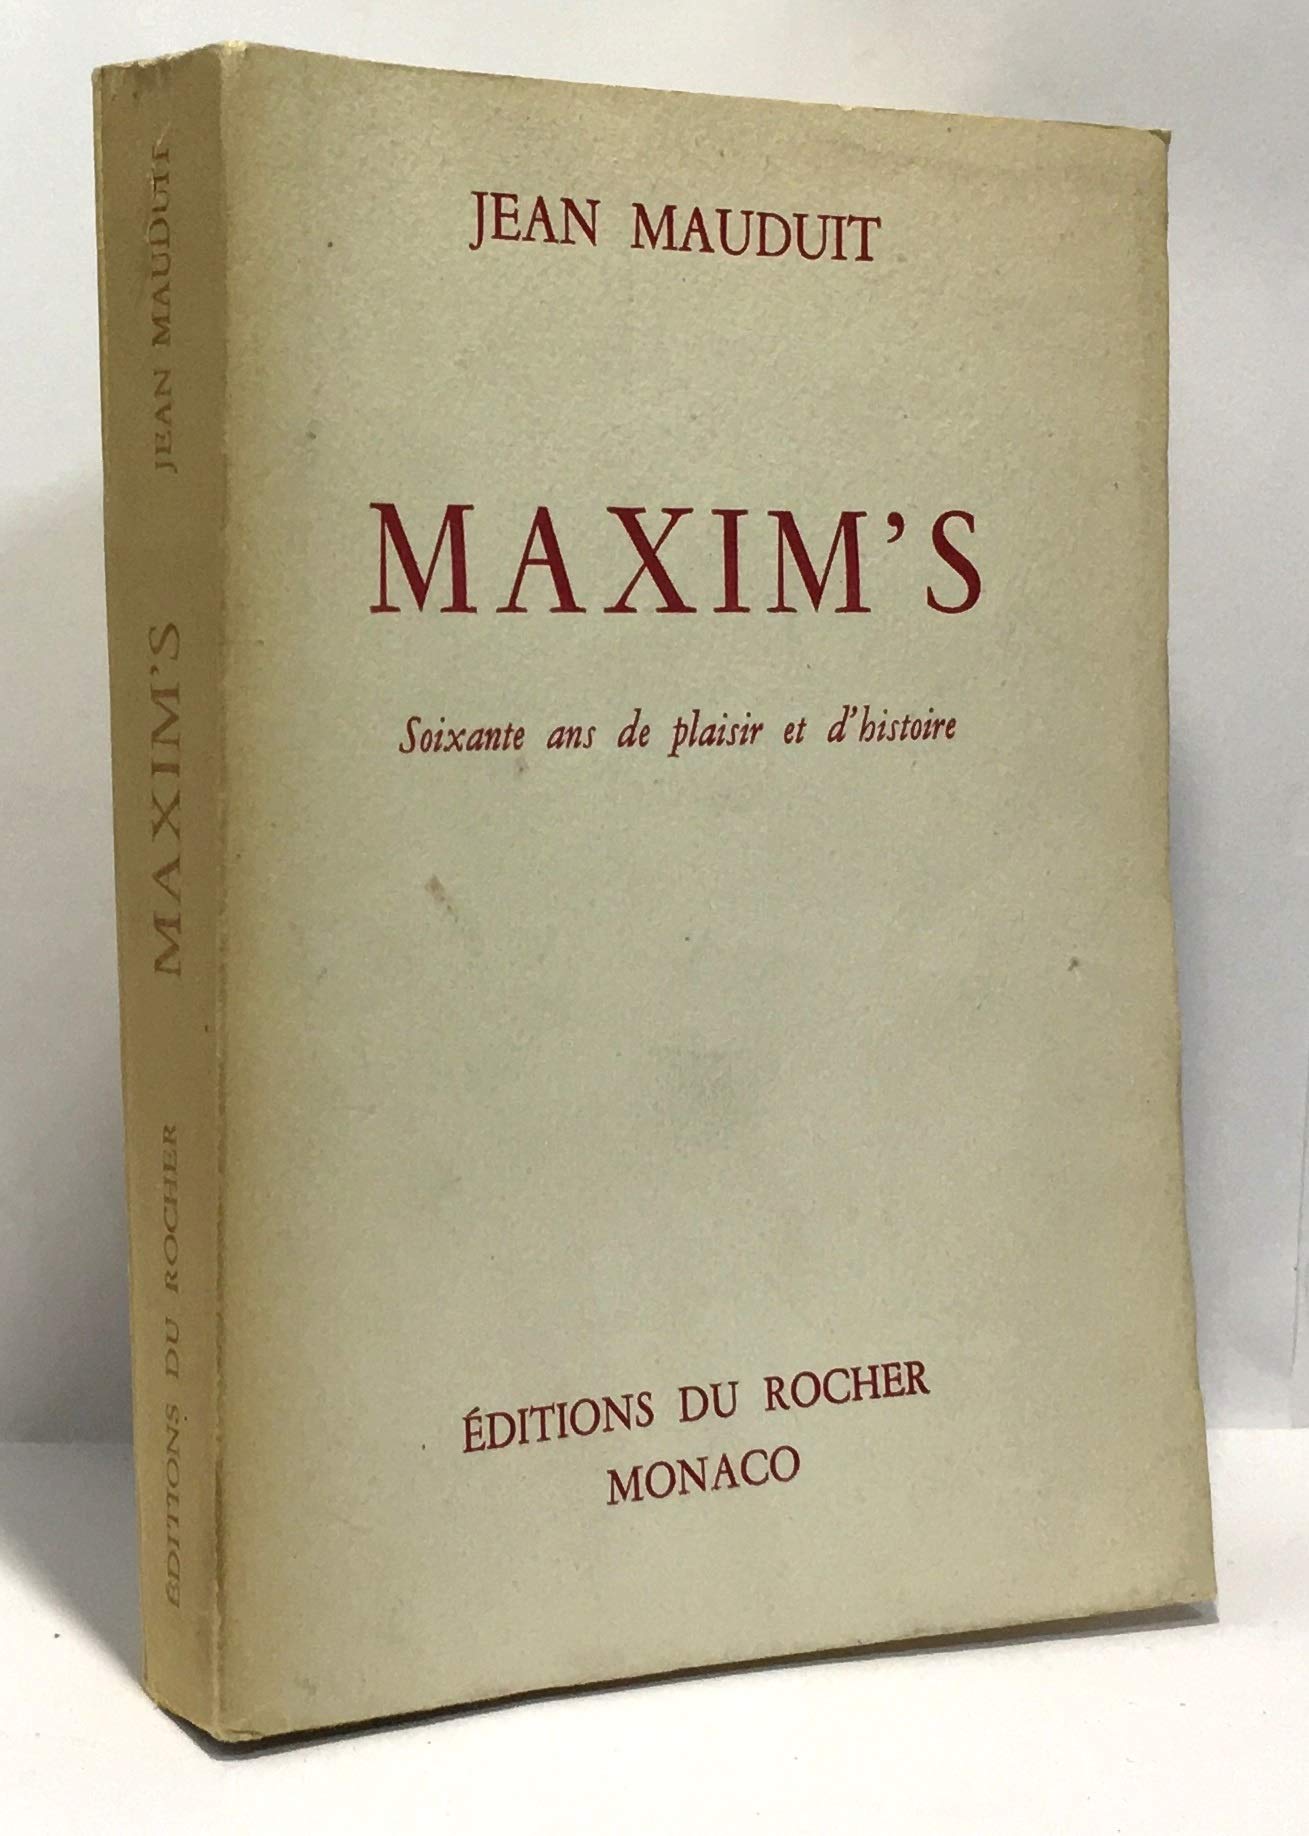 JEAN MAUDUIT
MAXIM'S
Soixante ans de plaisir et d'histoire
ÉDITIONS DU ROCHER
MONACO
ÉDITIONS DU ROCHER MAXIM'S JEAN MAUDUIT